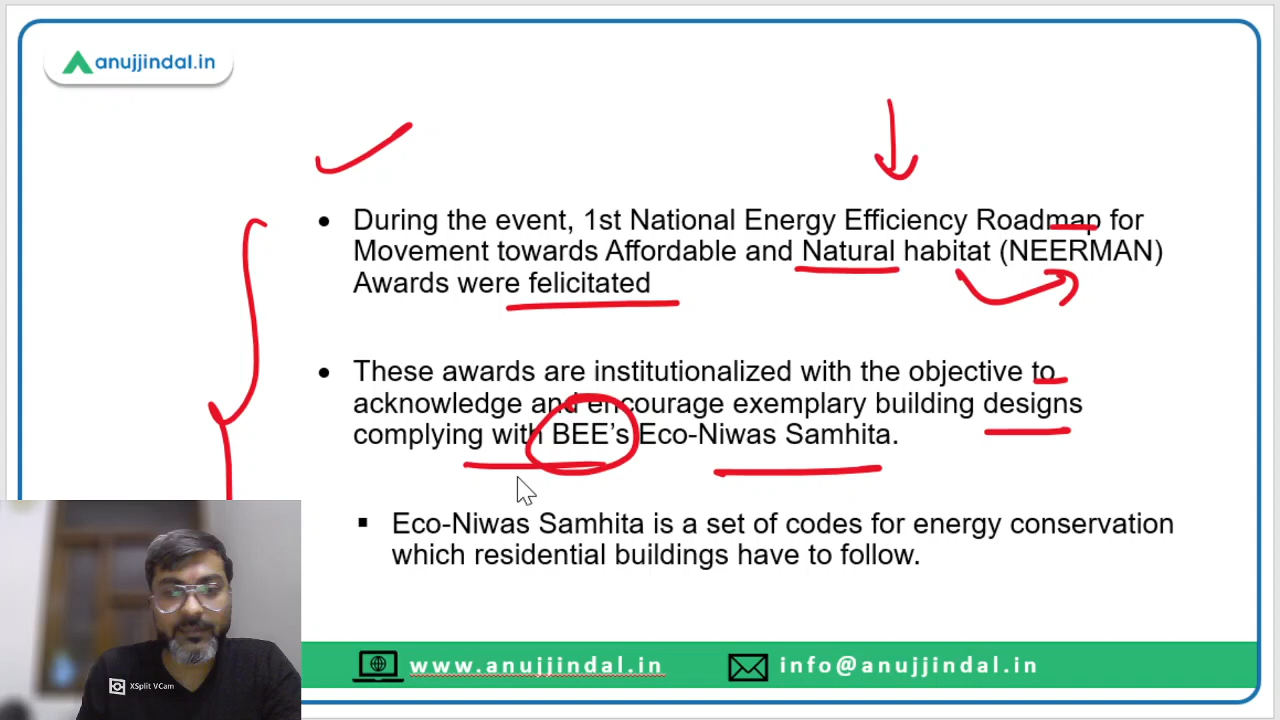 anujjindal.in
• During the event, 1st National Energy Efficiency Roadmap for
Movement towards Affordable and Natural habitat (NEERMAN)
Awards were felicitated
• These awards are institutionalized with the objective to
acknowledge and encourage exemplary building designs
complying with BEE’s Eco-Niwas Samhita.
▪ Eco-Niwas Samhita is a set of codes for energy conservation
which residential buildings have to follow.
XSplit VCam
www.anujjindal.in
info@anujjindal.in